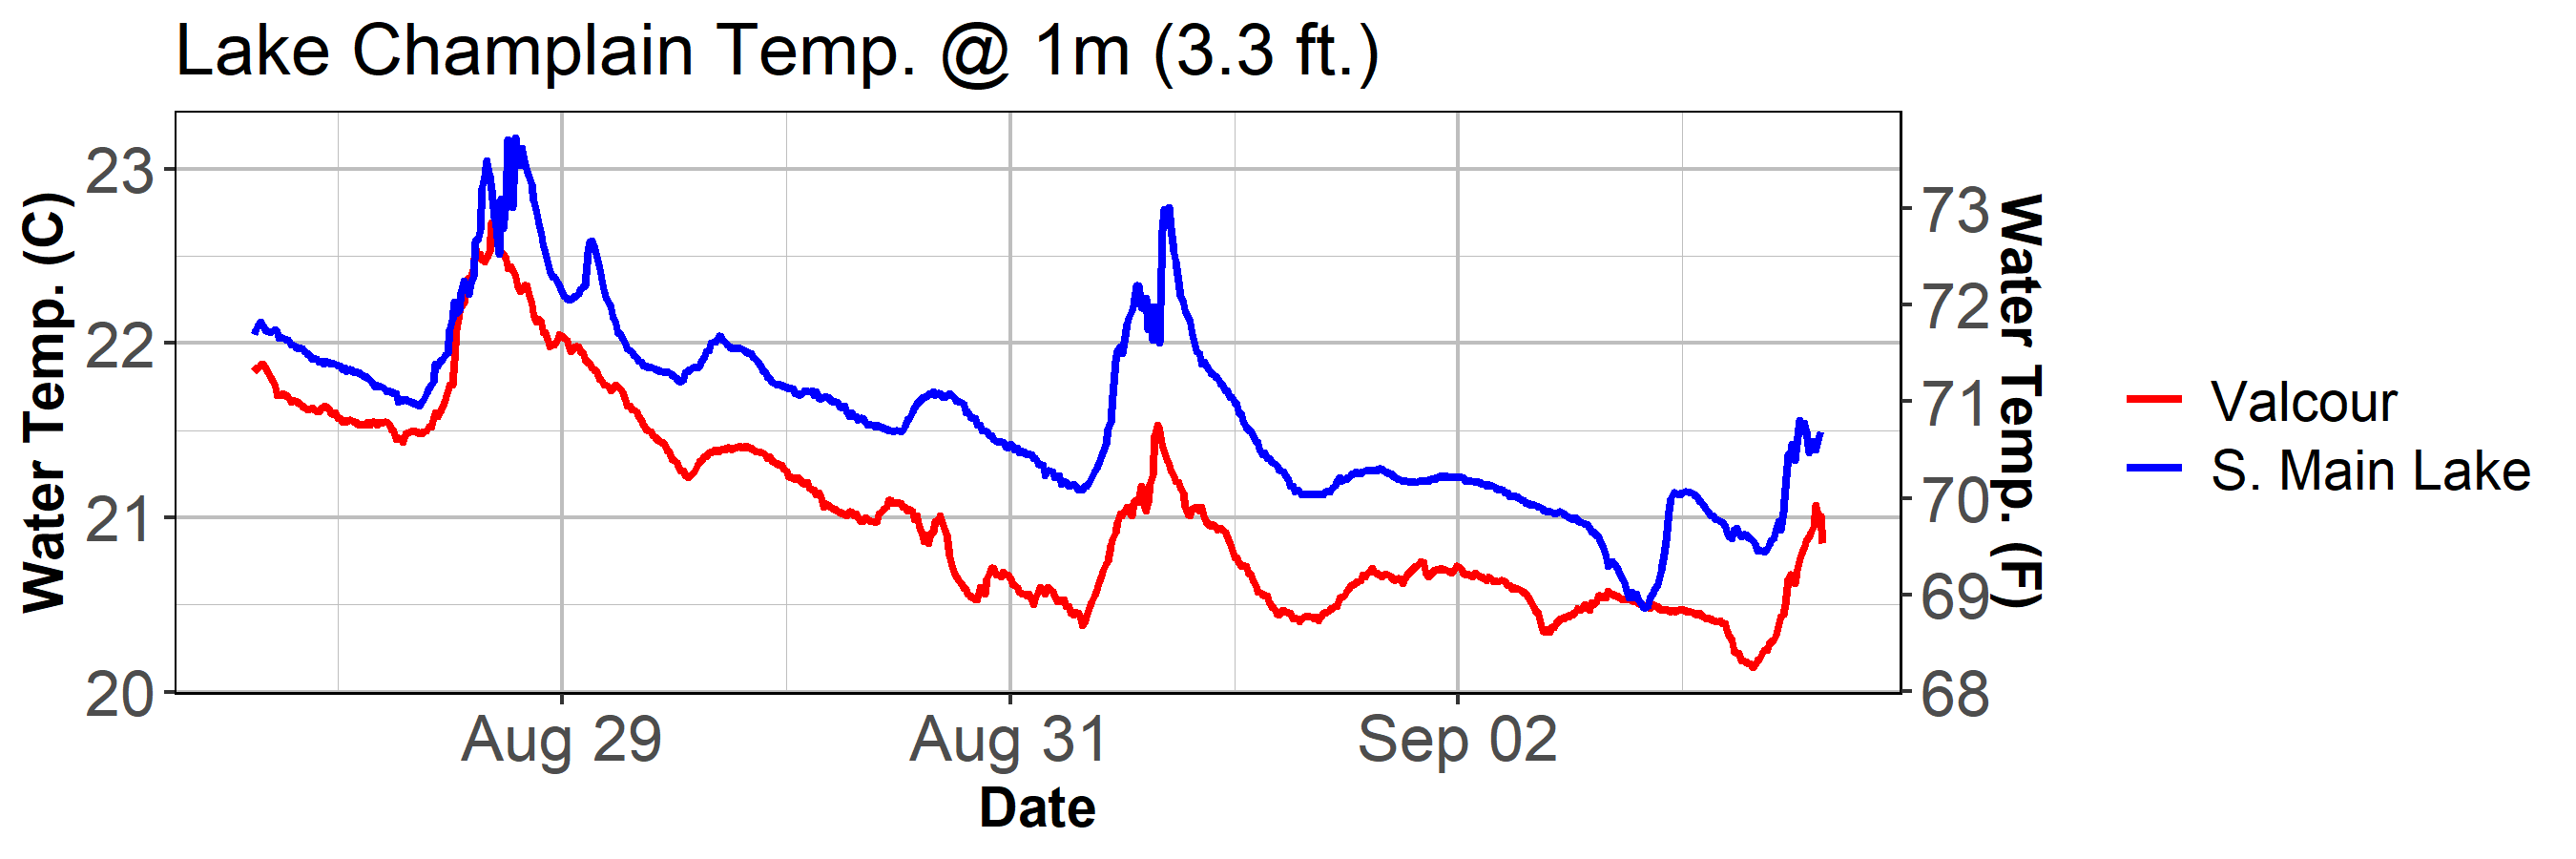 Lake Champlain Temp. @ 1m (3.3 ft.)
Water Temp. (C)
23
22
21
20
73
72
71
70
69
68
Water Temp. (F)
Aug 29
Aug 31
Sep 02
Date
Valcour
S. Main Lake